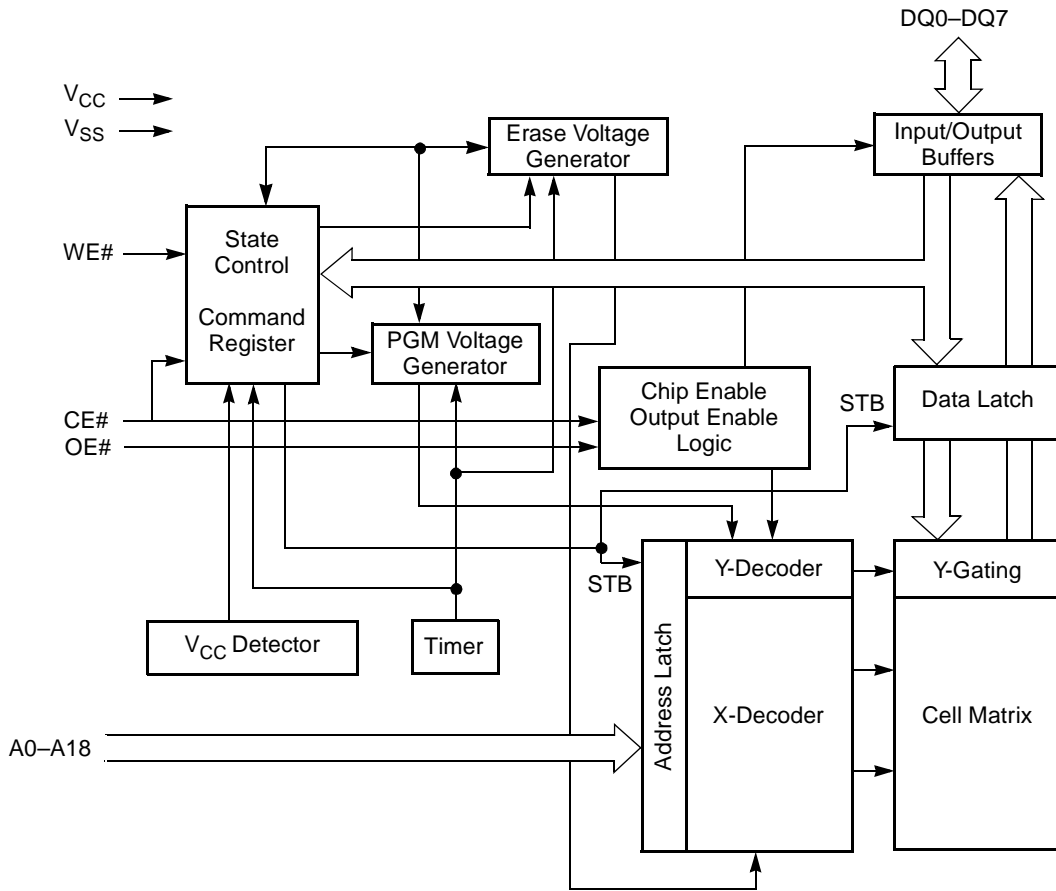 DQ0–DQ7
VCC
VSS
Erase Voltage
Generator
Input/Output
Buffers
WE#
State
Control
Command
Register
PGM Voltage
Generator
CE#
OE#
Chip Enable
Output Enable
Logic
STB
Data Latch
STB
Y-Decoder
Y-Gating
VCC Detector
Timer
Address Latch
X-Decoder
Cell Matrix
A0–A18